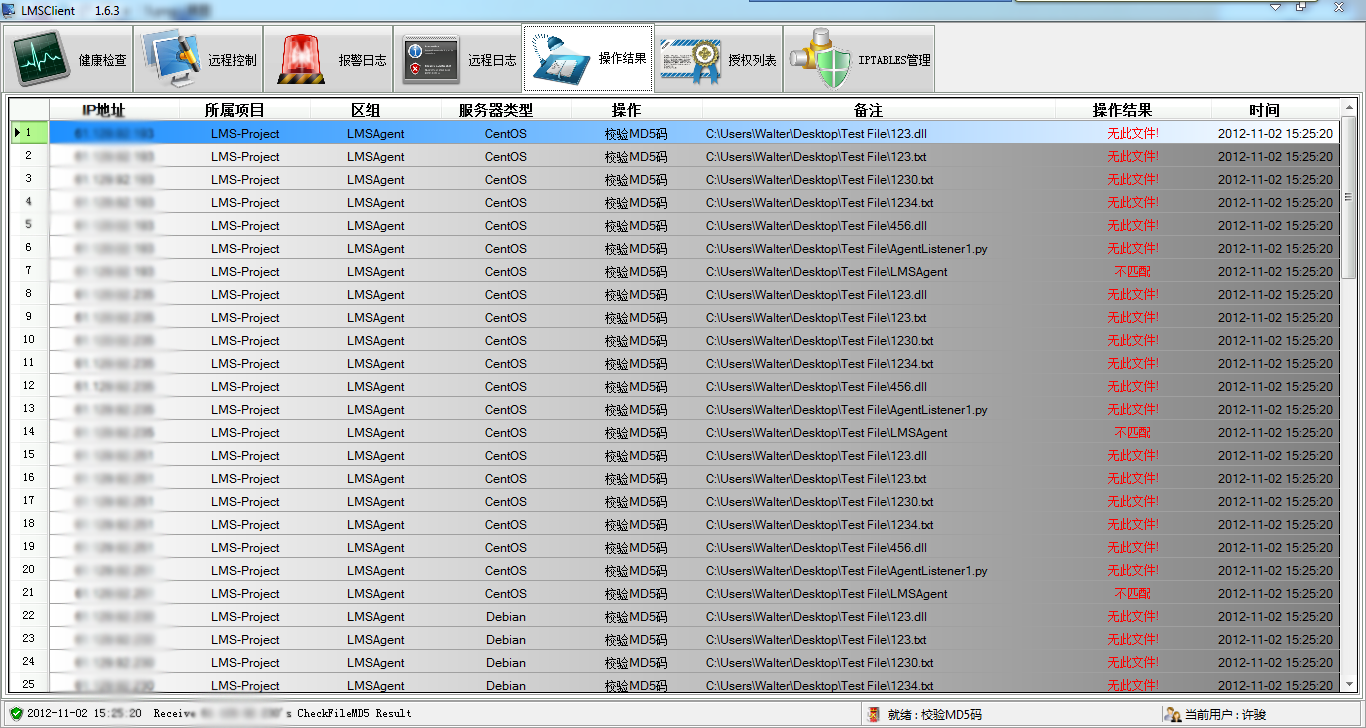 LMSClient 1.6.3
健康检查 远程控制 报警日志 远程日志 操作结果 授权列表 IPTABLES管理
IP地址 所属项目 区组 服务器类型 操作 备注 操作结果 时间
1 LMS-Project LMSAgent CentOS 校验MD5码 C:\Users\Walter\Desktop\Test File\123.dll 无此文件! 2012-11-02 15:25:20
2 LMS-Project LMSAgent CentOS 校验MD5码 C:\Users\Walter\Desktop\Test File\123.txt 无此文件! 2012-11-02 15:25:20
3 LMS-Project LMSAgent CentOS 校验MD5码 C:\Users\Walter\Desktop\Test File\1230.txt 无此文件! 2012-11-02 15:25:20
4 LMS-Project LMSAgent CentOS 校验MD5码 C:\Users\Walter\Desktop\Test File\1234.txt 无此文件! 2012-11-02 15:25:20
5 LMS-Project LMSAgent CentOS 校验MD5码 C:\Users\Walter\Desktop\Test File\456.dll 无此文件! 2012-11-02 15:25:20
6 LMS-Project LMSAgent CentOS 校验MD5码 C:\Users\Walter\Desktop\Test File\AgentListener1.py 无此文件! 2012-11-02 15:25:20
7 LMS-Project LMSAgent CentOS 校验MD5码 C:\Users\Walter\Desktop\Test File\LMSAgent 不匹配 2012-11-02 15:25:20
8 LMS-Project LMSAgent CentOS 校验MD5码 C:\Users\Walter\Desktop\Test File\123.dll 无此文件! 2012-11-02 15:25:20
9 LMS-Project LMSAgent CentOS 校验MD5码 C:\Users\Walter\Desktop\Test File\123.txt 无此文件! 2012-11-02 15:25:20
10 LMS-Project LMSAgent CentOS 校验MD5码 C:\Users\Walter\Desktop\Test File\1230.txt 无此文件! 2012-11-02 15:25:20
11 LMS-Project LMSAgent CentOS 校验MD5码 C:\Users\Walter\Desktop\Test File\1234.txt 无此文件! 2012-11-02 15:25:20
12 LMS-Project LMSAgent CentOS 校验MD5码 C:\Users\Walter\Desktop\Test File\456.dll 无此文件! 2012-11-02 15:25:20
13 LMS-Project LMSAgent CentOS 校验MD5码 C:\Users\Walter\Desktop\Test File\AgentListener1.py 无此文件! 2012-11-02 15:25:20
14 LMS-Project LMSAgent CentOS 校验MD5码 C:\Users\Walter\Desktop\Test File\LMSAgent 不匹配 2012-11-02 15:25:20
15 LMS-Project LMSAgent CentOS 校验MD5码 C:\Users\Walter\Desktop\Test File\123.dll 无此文件! 2012-11-02 15:25:20
16 LMS-Project LMSAgent CentOS 校验MD5码 C:\Users\Walter\Desktop\Test File\123.txt 无此文件! 2012-11-02 15:25:20
17 LMS-Project LMSAgent CentOS 校验MD5码 C:\Users\Walter\Desktop\Test File\1230.txt 无此文件! 2012-11-02 15:25:20
18 LMS-Project LMSAgent CentOS 校验MD5码 C:\Users\Walter\Desktop\Test File\1234.txt 无此文件! 2012-11-02 15:25:20
19 LMS-Project LMSAgent CentOS 校验MD5码 C:\Users\Walter\Desktop\Test File\456.dll 无此文件! 2012-11-02 15:25:20
20 LMS-Project LMSAgent CentOS 校验MD5码 C:\Users\Walter\Desktop\Test File\AgentListener1.py 无此文件! 2012-11-02 15:25:20
21 LMS-Project LMSAgent CentOS 校验MD5码 C:\Users\Walter\Desktop\Test File\LMSAgent 不匹配 2012-11-02 15:25:20
22 LMS-Project LMSAgent Debian 校验MD5码 C:\Users\Walter\Desktop\Test File\123.dll 无此文件! 2012-11-02 15:25:20
23 LMS-Project LMSAgent Debian 校验MD5码 C:\Users\Walter\Desktop\Test File\123.txt 无此文件! 2012-11-02 15:25:20
24 LMS-Project LMSAgent Debian 校验MD5码 C:\Users\Walter\Desktop\Test File\1230.txt 无此文件! 2012-11-02 15:25:20
25 LMS-Project LMSAgent Debian 校验MD5码 C:\Users\Walter\Desktop\Test File\1234.txt 无此文件! 2012-11-02 15:25:20
2012-11-02 15:25:20 Receive 's CheckFileMD5 Result 就绪:校验MD5码 当前用户:许骏